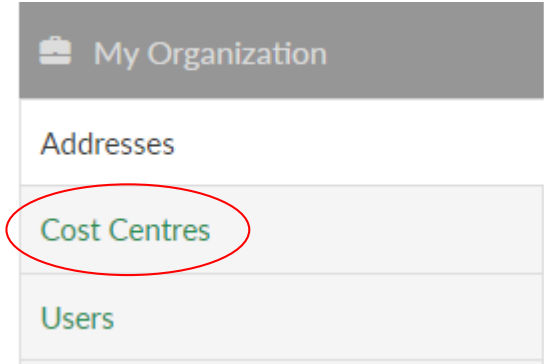 My Organization
Addresses
Cost Centres
Users